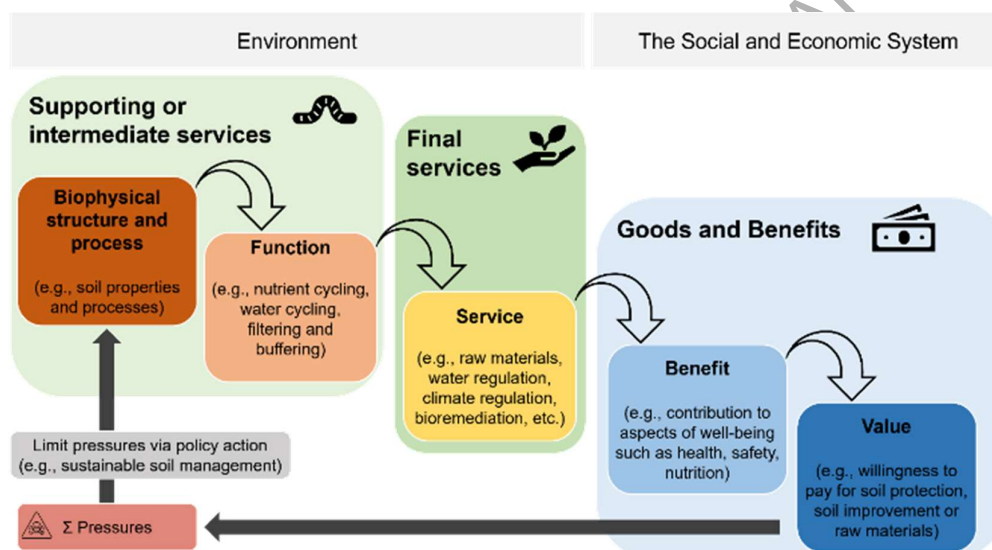 Environment
The Social and Economic System
Supporting or
intermediate services
Biophysical
structure and
process
(e.g., soil properties
and processes)
Function
(e.g., nutrient cycling,
water cycling,
filtering and
buffering)
Final
services
Service
(e.g., raw materials,
water regulation,
climate regulation,
bioremediation, etc.)
Goods and Benefits
Benefit
(e.g., contribution to
aspects of well-being
such as health, safety,
nutrition)
Value
(e.g., willingness to
pay for soil protection,
soil improvement or
raw materials)
Limit pressures via policy action
(e.g., sustainable soil management)
Σ Pressures